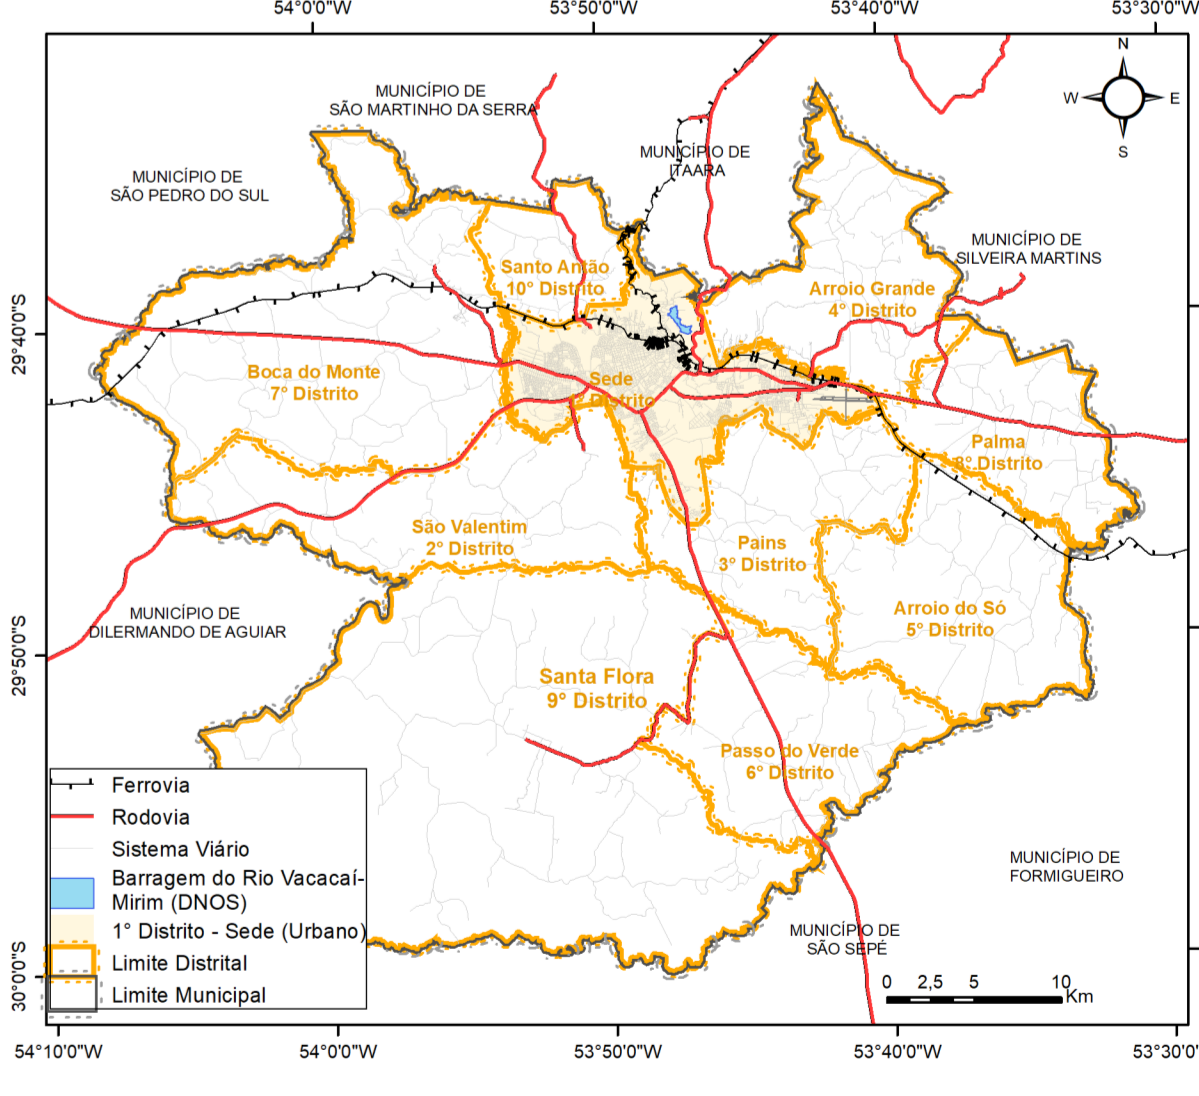 54°0'0"W
53°50'0"W
53°40'0"W
53°30'0"W
N
W
E
S
MUNICÍPIO DE
SÃO MARTINHO DA SERRA
MUNICÍPIO DE
ITAARA
MUNICÍPIO DE
SÃO PEDRO DO SUL
MUNICÍPIO DE
SILVEIRA MARTINS
Santo Antão
10° Distrito
Arroio Grande
4° Distrito
29°40'0"S
Boca do Monte
7° Distrito
Sede
Distrito
Palma
8° Distrito
São Valentim
2° Distrito
Pains
3° Distrito
MUNICÍPIO DE
DILERMANDO DE AGUIAR
Arroio do Só
5° Distrito
29°50'0"S
Santa Flora
9° Distrito
Passo do Verde
6° Distrito
Ferrovia
Rodovia
Sistema Viário
Barragem do Rio Vacacaí-
Mirim (DNOS)
1° Distrito - Sede (Urbano)
Limite Distrital
Limite Municipal
MUNICÍPIO DE
FORMIGUEIRO
MUNICÍPIO DE
SÃO SEPÉ
30°0'0"S
0 2,5 5 10
Km
54°10'0"W
54°0'0"W
53°50'0"W
53°40'0"W
53°30'0'